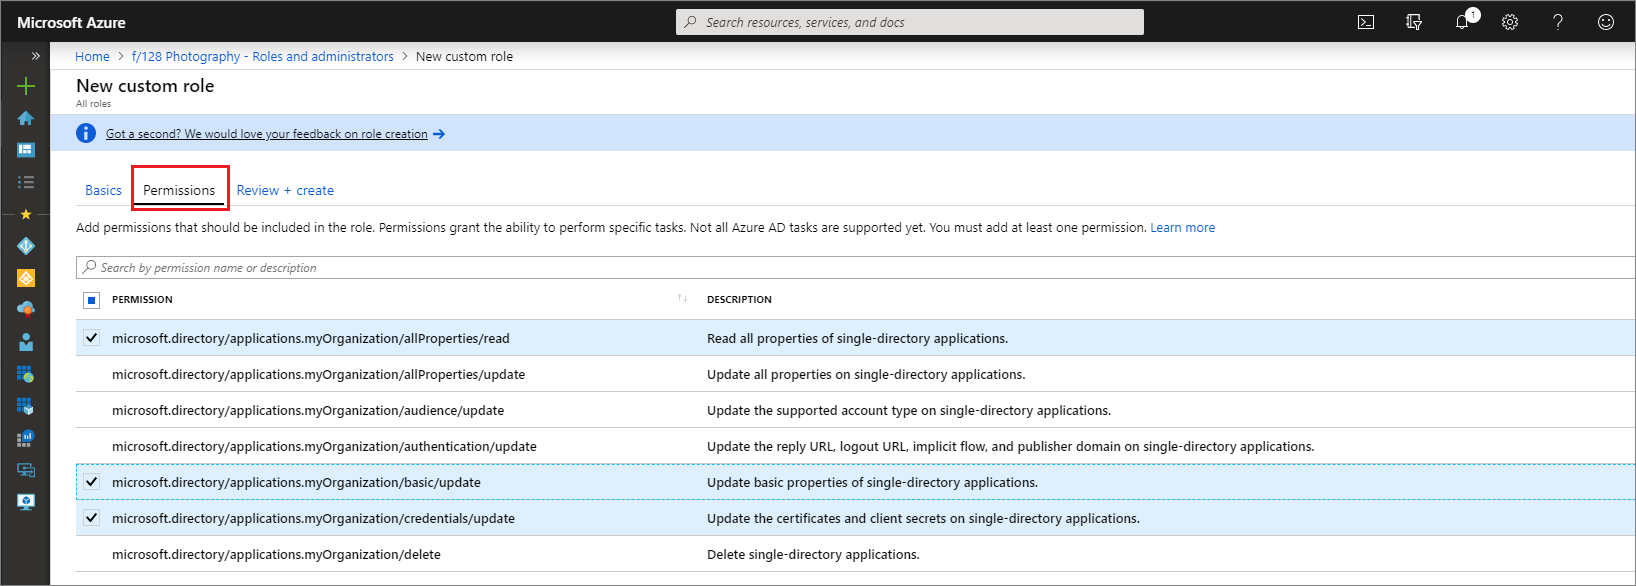 Microsoft Azure
Search resources, services, and docs
1
Home > f/128 Photography - Roles and administrators > New custom role
New custom role
All roles
Got a second? We would love your feedback on role creation →
Basics Permissions Review + create
Add permissions that should be included in the role. Permissions grant the ability to perform specific tasks. Not all Azure AD tasks are supported yet. You must add at least one permission. Learn more
Search by permission name or description
PERMISSION DESCRIPTION
microsoft.directory/applications.myOrganization/allProperties/read Read all properties of single-directory applications.
microsoft.directory/applications.myOrganization/allProperties/update Update all properties on single-directory applications.
microsoft.directory/applications.myOrganization/audience/update Update the supported account type on single-directory applications.
microsoft.directory/applications.myOrganization/authentication/update Update the reply URL, logout URL, implicit flow, and publisher domain on single-directory applications.
microsoft.directory/applications.myOrganization/basic/update Update basic properties of single-directory applications.
microsoft.directory/applications.myOrganization/credentials/update Update the certificates and client secrets on single-directory applications.
microsoft.directory/applications.myOrganization/delete Delete single-directory applications.